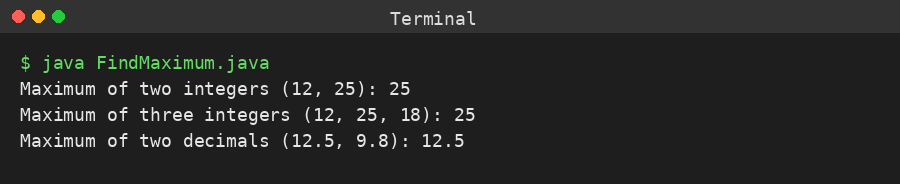 Terminal
$ java FindMaximum.java
Maximum of two integers (12, 25): 25
Maximum of three integers (12, 25, 18): 25
Maximum of two decimals (12.5, 9.8): 12.5